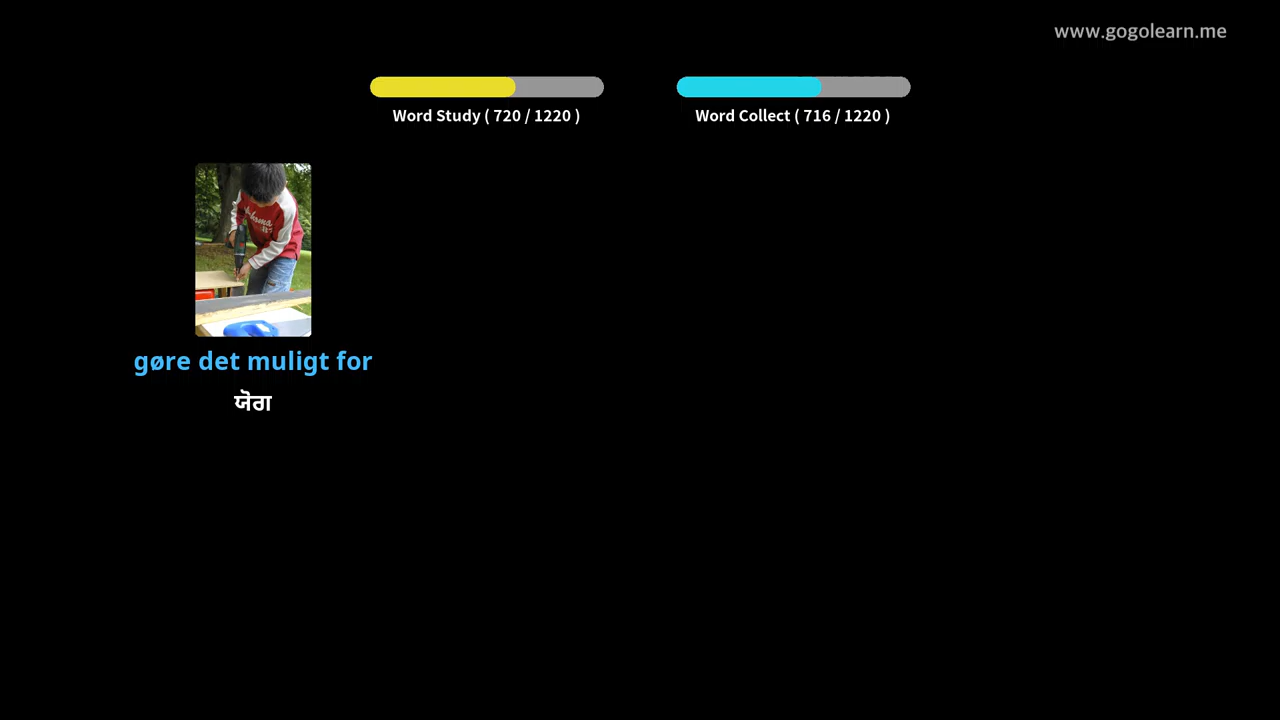 www.gogolearn.me
Word Study ( 720 / 1220 )
Word Collect ( 716 / 1220 )
gøre det muligt for
ਯੋਗ